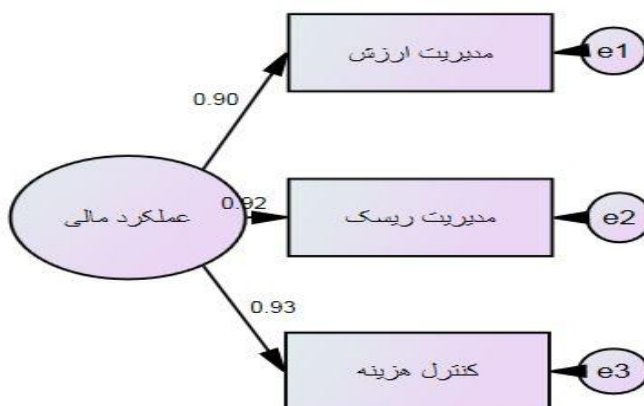 مدیریت ارزش
e1
0.90
عملکرد مالی
0.92
مدیریت ریسک
e2
0.93
کنترل هزینه
e3